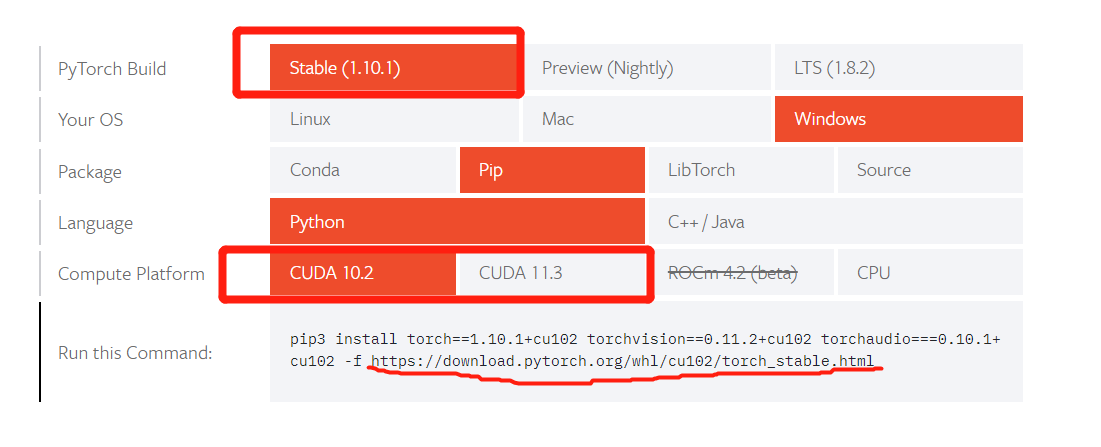 PyTorch Build Stable (1.10.1) Preview (Nightly) LTS (1.8.2)
Your OS Linux Mac Windows
Package Conda Pip LibTorch Source
Language Python C++ / Java
Compute Platform CUDA 10.2 CUDA 11.3 ROCm 4.2 (beta) CPU
Run this Command: pip3 install torch==1.10.1+cu102 torchvision==0.11.2+cu102 torchaudio===0.10.1+
cu102 -f https://download.pytorch.org/whl/cu102/torch_stable.html